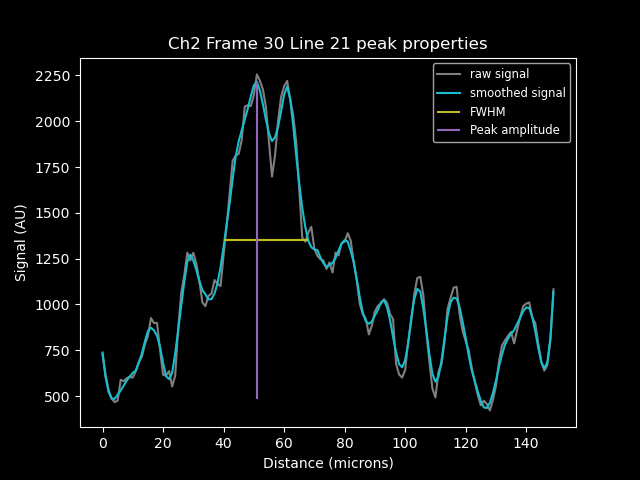 Ch2 Frame 30 Line 21 peak properties
raw signal
smoothed signal
FWHM
Peak amplitude
Signal (AU)
2250
2000
1750
1500
1250
1000
750
500
0 20 40 60 80 100 120 140
Distance (microns)